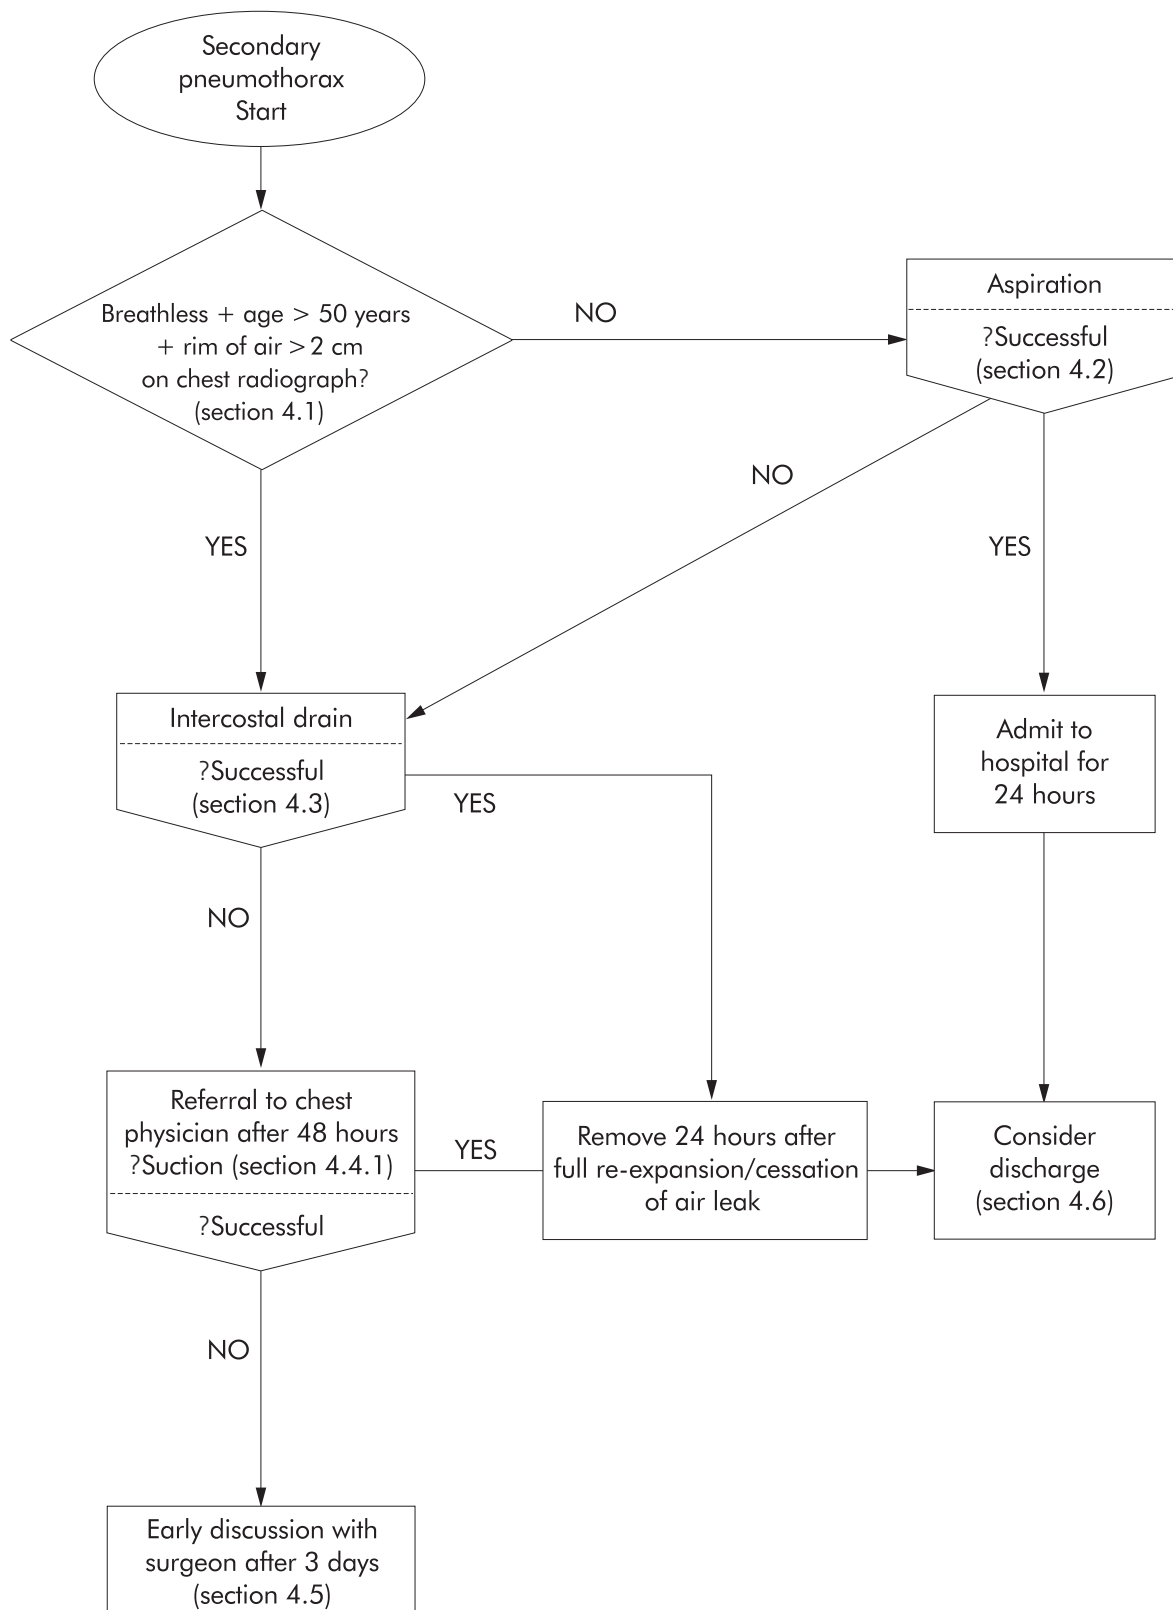 Secondary
pneumothorax
Start
Breathless + age > 50 years
+ rim of air > 2 cm
on chest radiograph?
(section 4.1)
NO
Aspiration
?Successful
(section 4.2)
NO
YES
YES
Intercostal drain
?Successful
(section 4.3)
YES
Admit to
hospital for
24 hours
NO
Referral to chest
physician after 48 hours
?Suction (section 4.4.1)
?Successful
YES
Remove 24 hours after
full re-expansion/cessation
of air leak
Consider
discharge
(section 4.6)
NO
Early discussion with
surgeon after 3 days
(section 4.5)